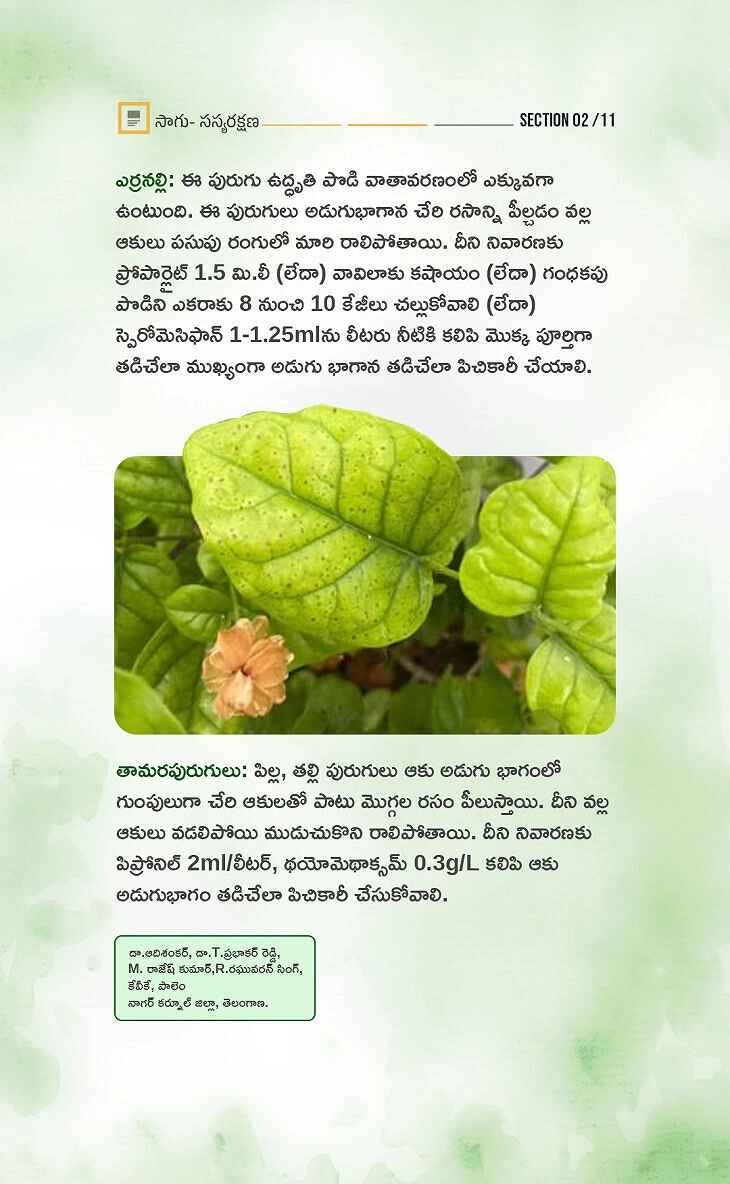 సాగు- సస్యరక్షణ
SECTION 02 /11
ఎర్రనల్లి: ఈ పురుగు ఉద్ధృతి పొడి వాతావరణంలో ఎక్కువగా
ఉంటుంది. ఈ పురుగులు అడుగుభాగాన చేరి రసాన్ని పీల్చడం వల్ల
ఆకులు పసుపు రంగులో మారి రాలిపోతాయి. దీని నివారణకు
ప్రోపార్గైట్ 1.5 మి.లీ (లేదా) వావిలాకు కషాయం (లేదా) గంధకపు
పొడిని ఎకరాకు 8 నుంచి 10 కేజీలు చల్లుకోవాలి (లేదా)
స్పెరోమెసిఫాన్ 1-1.25mlను లీటరు నీటికి కలిపి మొక్క పూర్తిగా
తడిచేలా ముఖ్యంగా అడుగు భాగాన తడిచేలా పిచికారీ చేయాలి.
తామరపురుగులు: పిల్ల, తల్లి పురుగులు ఆకు అడుగు భాగంలో
గుంపులుగా చేరి ఆకులతో పాటు మొగ్గల రసం పీలుస్తాయి. దీని వల్ల
ఆకులు వడలిపోయి ముడుచుకొని రాలిపోతాయి. దీని నివారణకు
పిప్రోనిల్ 2ml/లీటర్, థయోమెథాక్సమ్ 0.3g/L కలిపి ఆకు
అడుగుభాగం తడిచేలా పిచికారీ చేసుకోవాలి.
డా.ఆదిశంకర్, డా.T.ప్రభాకర్ రెడ్డి,
M. రాజేష్ కుమార్,R.రఘువరన్ సింగ్,
కేవీకే, పాలెం
నాగర్ కర్నూల్ జిల్లా, తెలంగాణ.